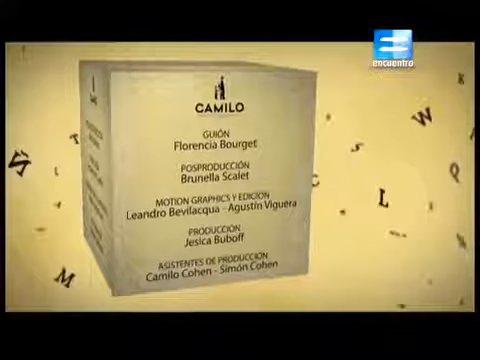 encuentro
CAMILO
GUIÓN
Florencia Bourget
POSPRODUCCIÓN
Brunella Scalet
MOTION GRAPHICS Y EDICION
Leandro Bevilacqua - Agustín Viguera
PRODUCCIÓN
Jesica Buboff
ASISTENTES DE PRODUCCIÓN
Camilo Cohen - Simón Cohen
T
S
W
Q
L
M